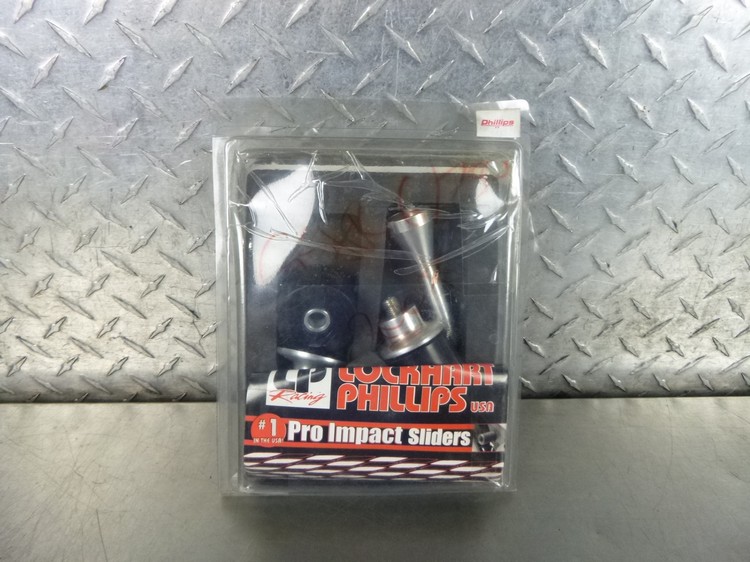 Phillips
LP
LOCKHART
Racing
PHILLIPS USA
#1
IN THE USA!
Pro Impact Sliders